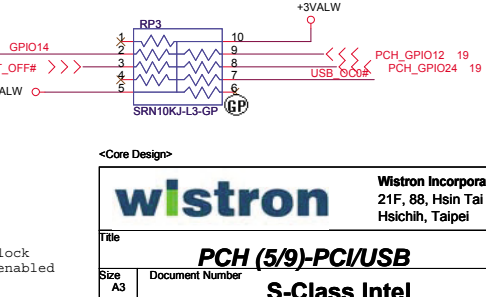 +3VALW
RP3
1 10
GPIO14 2 9 PCH_GPIO12 19
T_OFF# 3 8 PCH_GPIO24 19
4 7 USB_OC0#
ALW 5 6
SRN10KJ-L3-GP GP
<Core Design>
wistron
Wistron Incorpora
21F, 88, Hsin Tai
Hsichih, Taipei
Title
PCH (5/9)-PCI/USB
lock
enabled
Size Document Number
A3 S-Class Intel